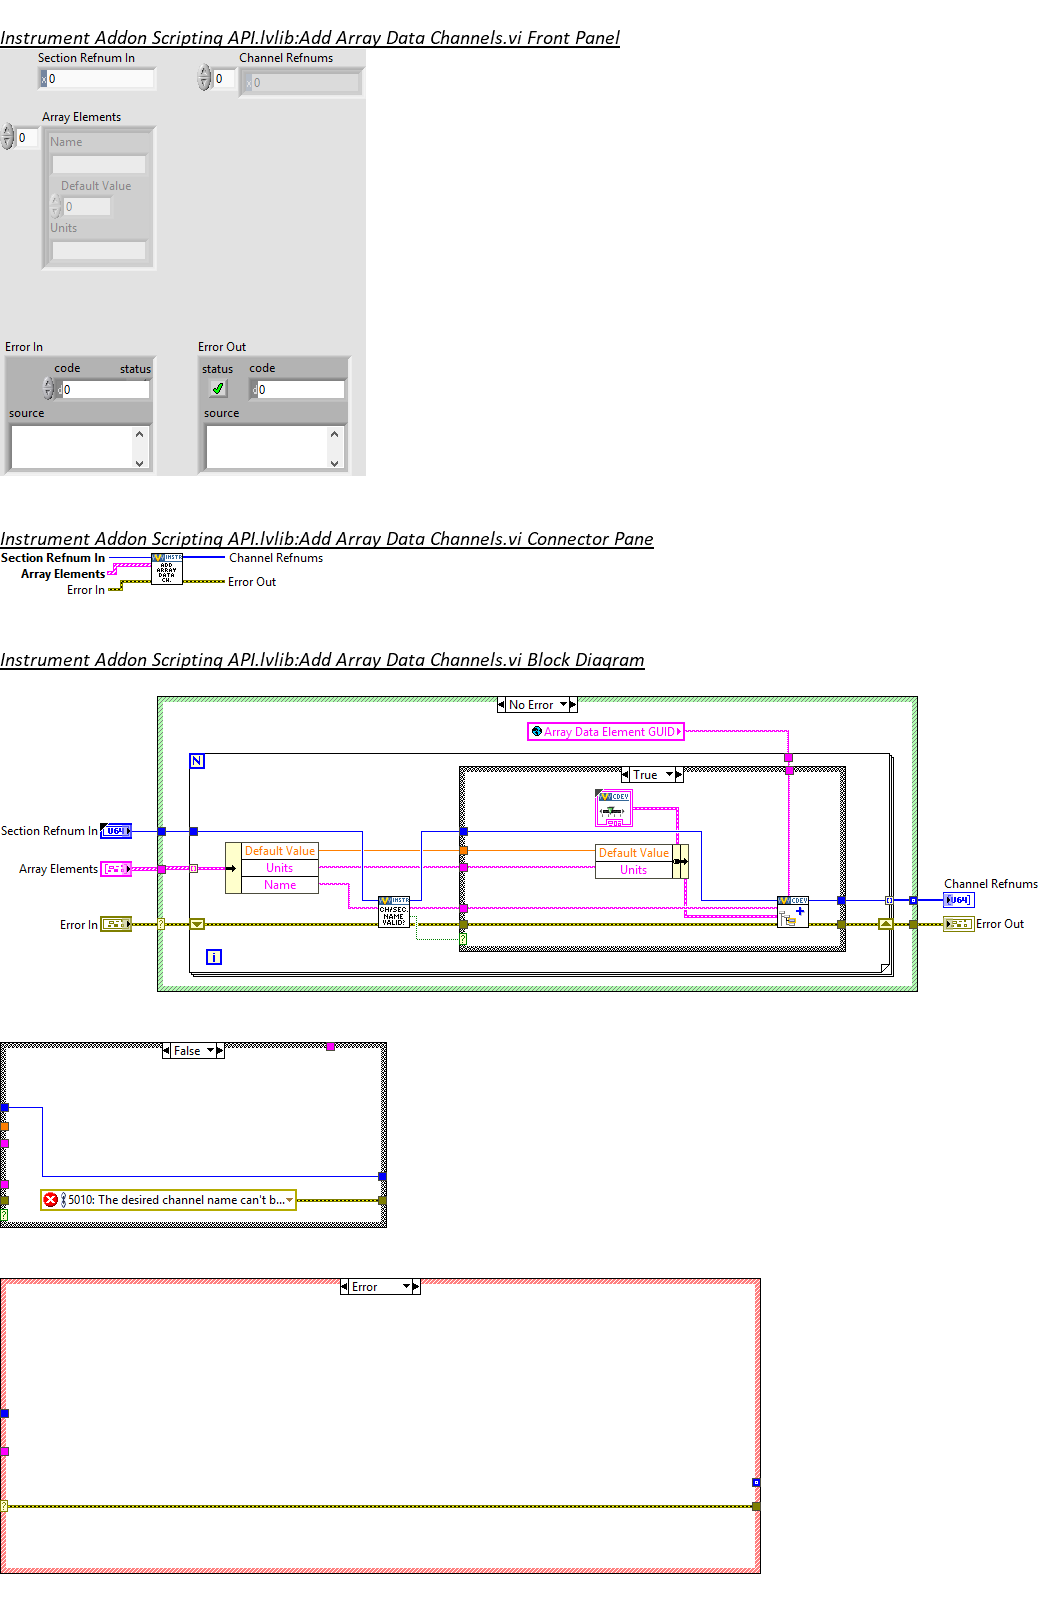 Instrument Addon Scripting API.lvlib:Add Array Data Channels.vi Front Panel
Section Refnum In
Channel Refnums
x 0
0
x 0
Array Elements
0
Name
Default Value
0
Units
Error In
Error Out
code
status
status
code
d 0
d 0
source
source
Instrument Addon Scripting API.lvlib:Add Array Data Channels.vi Connector Pane
Section Refnum In
Array Elements
Error In
INSTR
ADD
ARRAY
DATA
CH.
Channel Refnums
Error Out
Instrument Addon Scripting API.lvlib:Add Array Data Channels.vi Block Diagram
No Error
Array Data Element GUID
N
True
CDEV
Section Refnum In
U64
Default Value
Units
Name
Default Value
Units
Array Elements
Channel Refnums
INSTR
CH/SEC.
NAME
VALID?
CDEV
U64
Error In
?
Error Out
?
i
False
5010: The desired channel name can't b...
?
Error
?